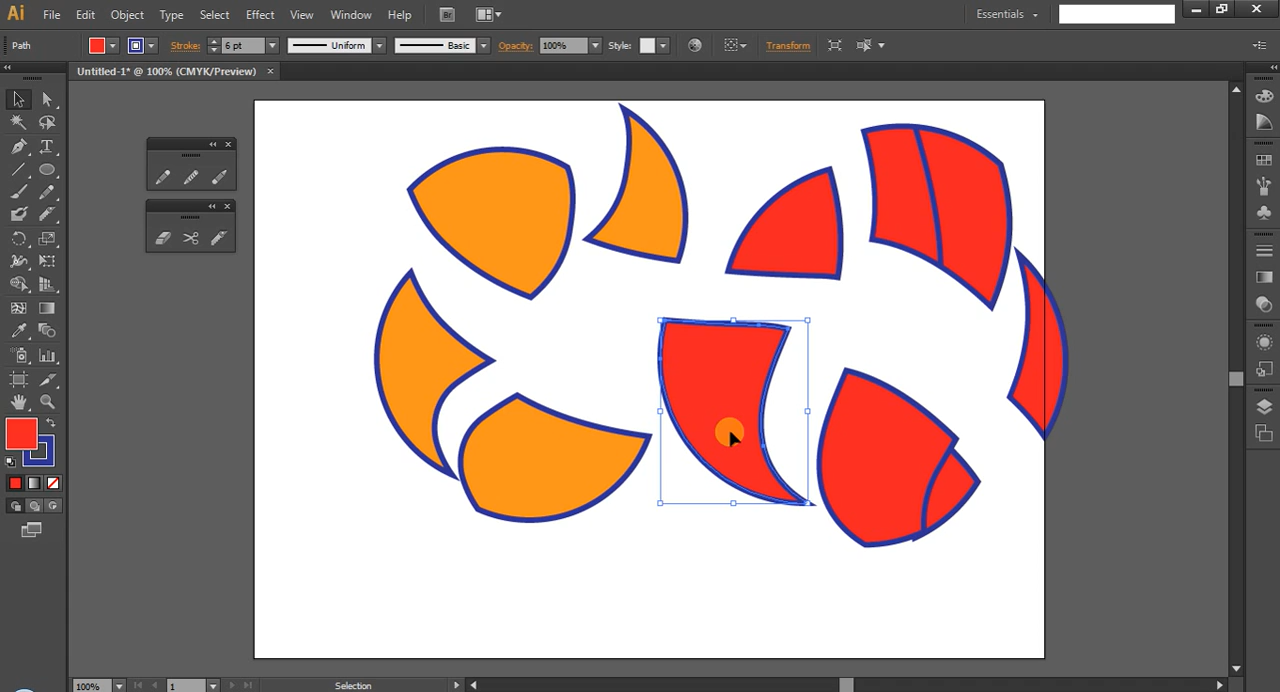 Ai File Edit Object Type Select Effect View Window Help Br Essentials
Path Stroke: 6 pt Uniform Basic Opacity: 100% Style: Transform
Untitled-1* @ 100% (CMYK/Preview) ×
100% 1 Selection